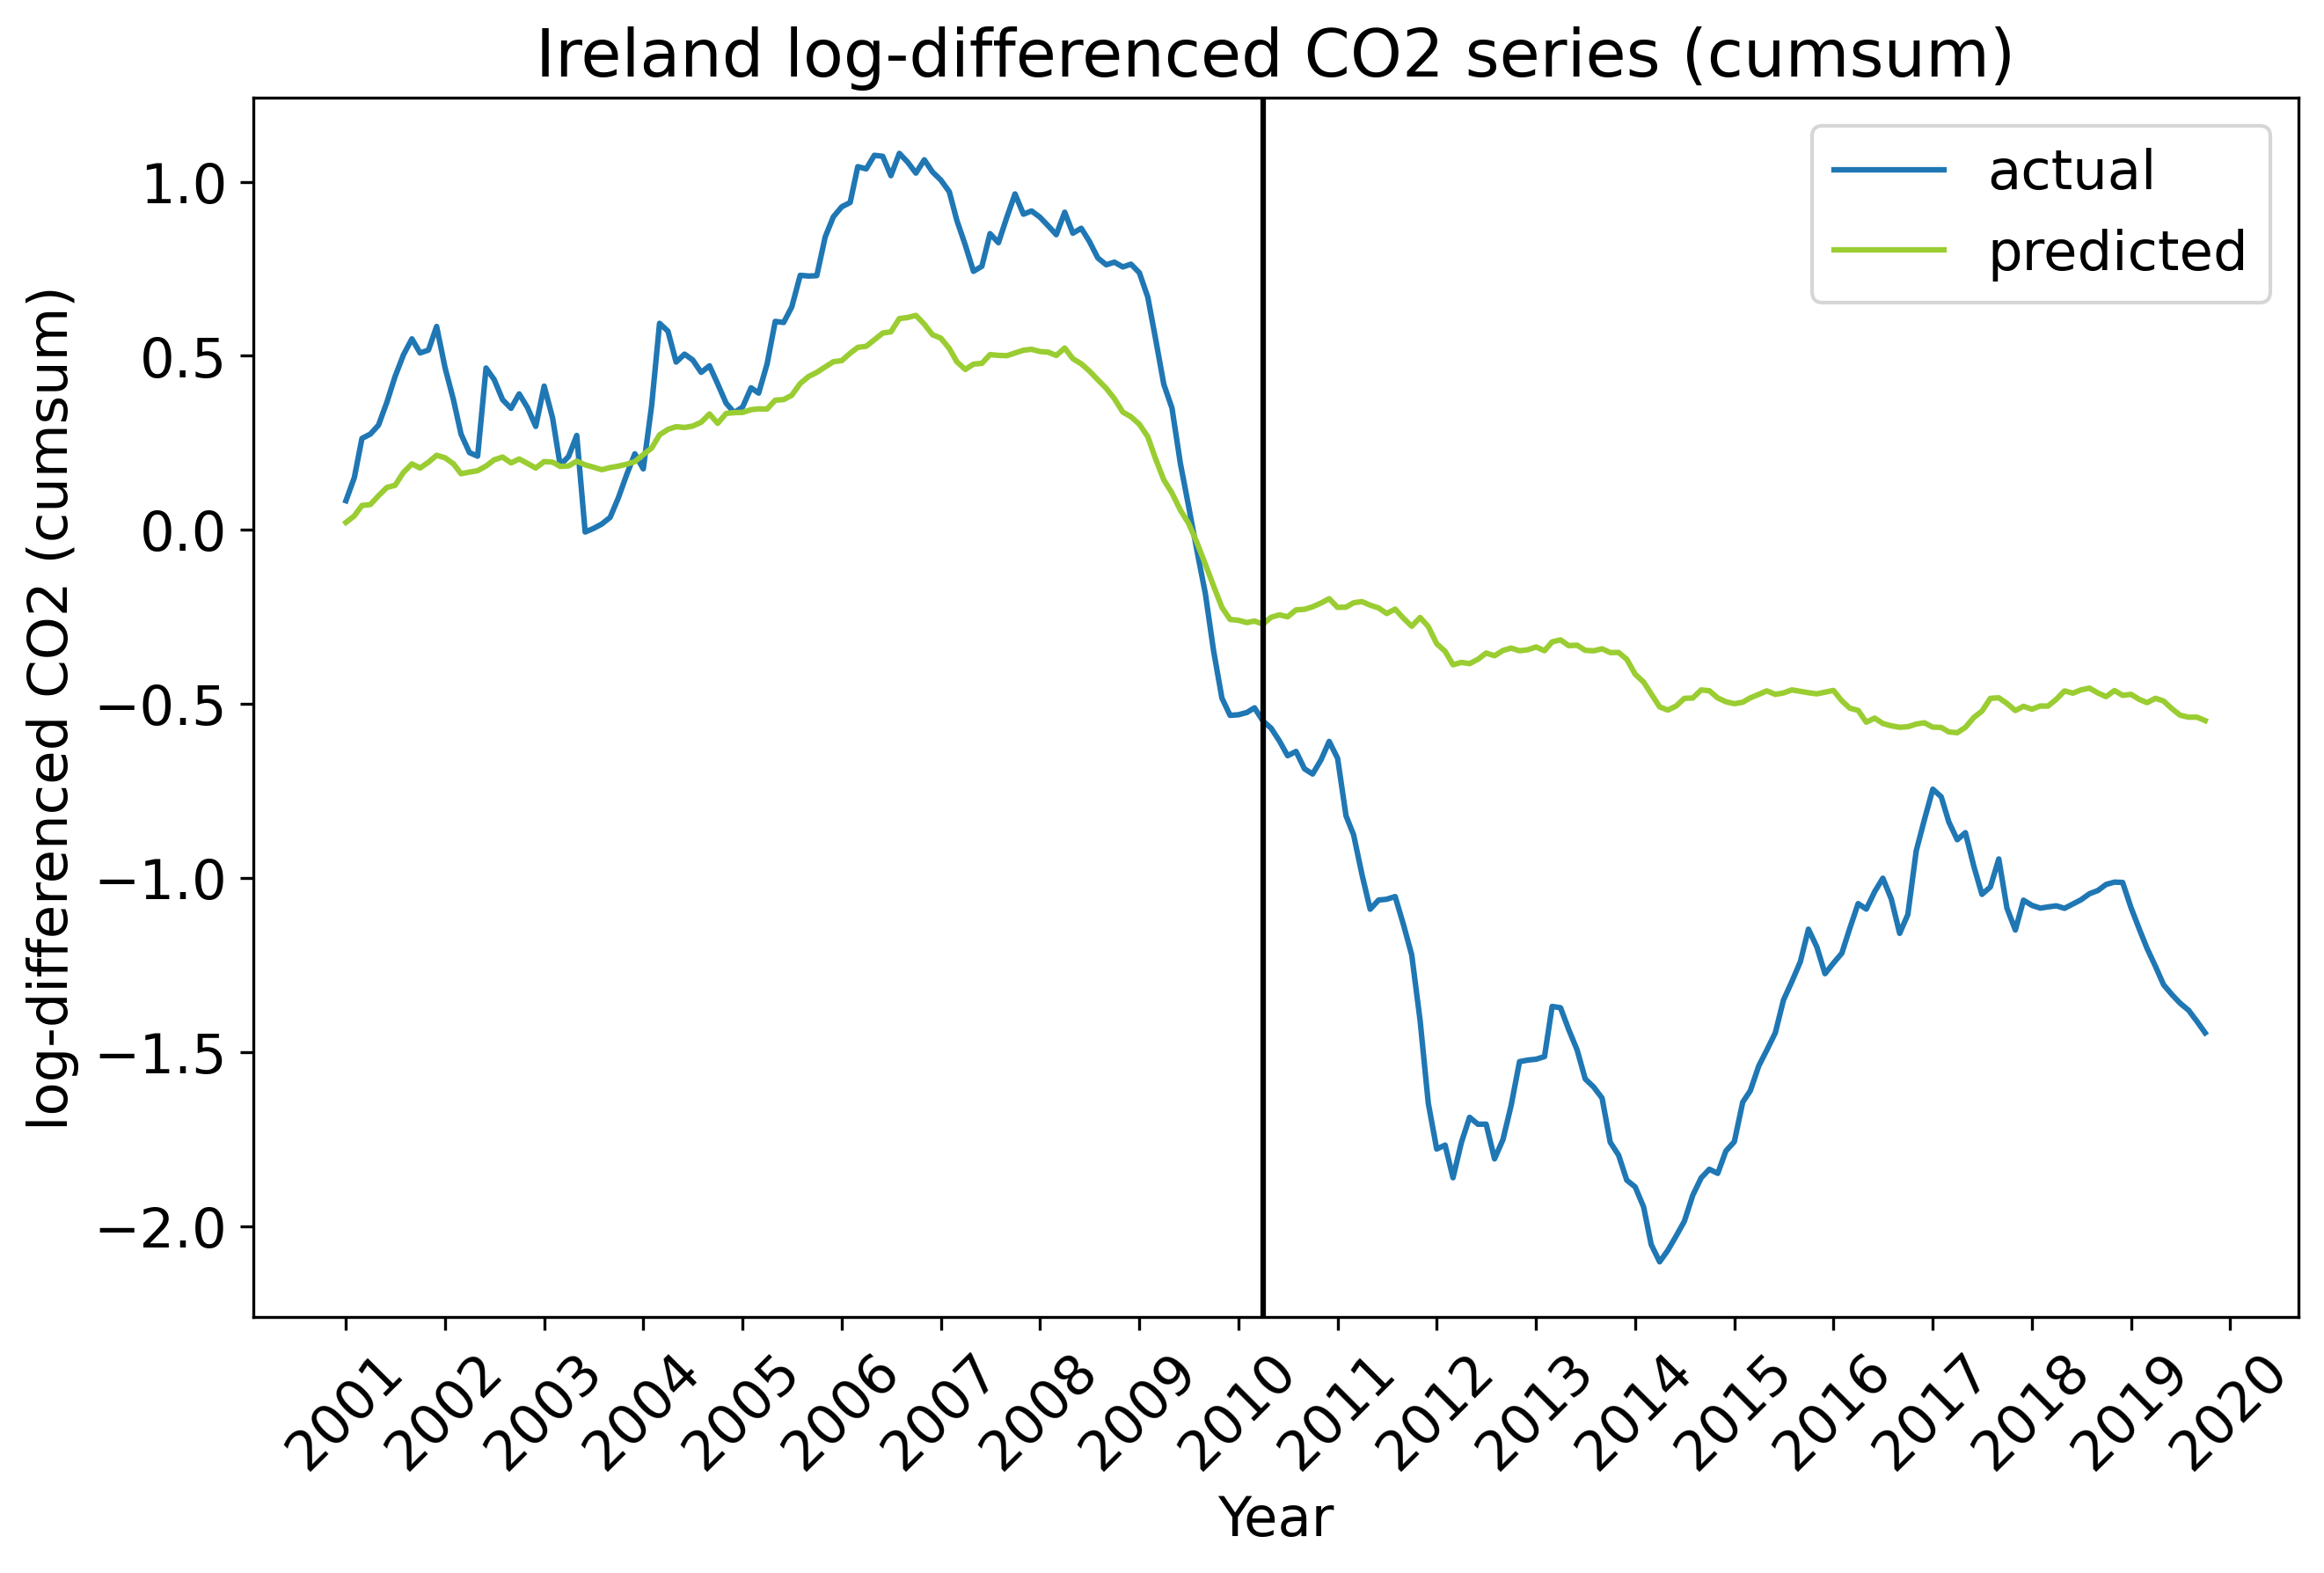 Ireland log-differenced CO2 series (cumsum)
actual
predicted
log-differenced CO2 (cumsum)
1.0
0.5
0.0
−0.5
−1.0
−1.5
−2.0
2001 2002 2003 2004 2005 2006 2007 2008 2009 2010 2011 2012 2013 2014 2015 2016 2017 2018 2019 2020
Year